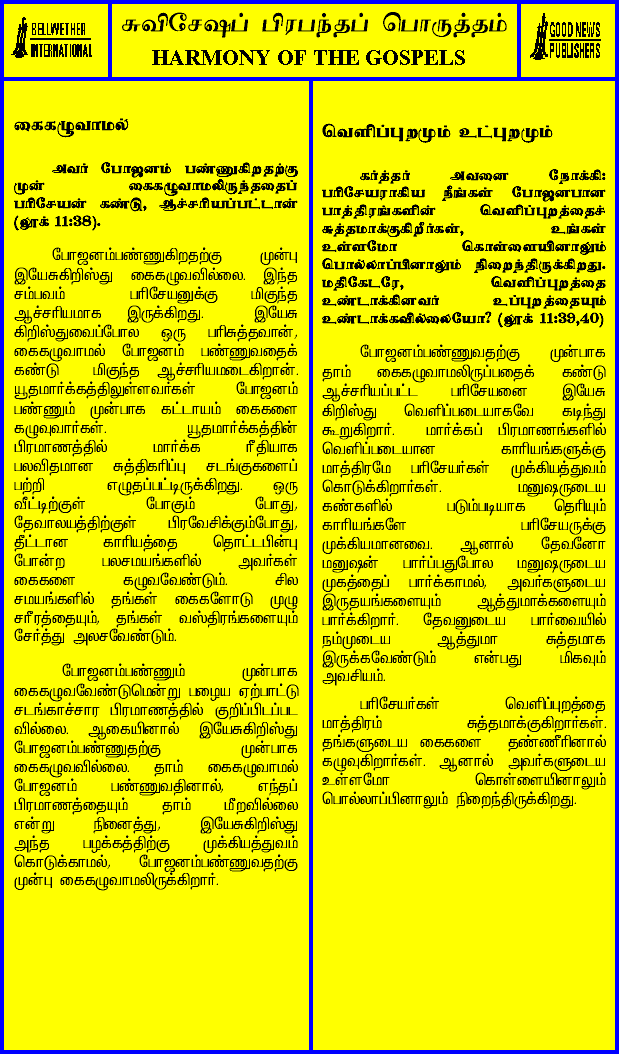 BELLWETHER
INTERNATIONAL
சுவிசேஷப் பிரபந்தப் பொருத்தம்
HARMONY OF THE GOSPELS
GOOD NEWS
PUBLISHERS
கைகழுவாமல்
அவர் போஜனம் பண்ணுகிறதற்கு
முன் கைகழுவாமலிருந்ததைப்
பரிசேயன் கண்டு, ஆச்சரியப்பட்டான்
(லூக் 11:38).
போஜனம்பண்ணுகிறதற்கு முன்பு
இயேசுகிறிஸ்து கைகழுவவில்லை. இந்த
சம்பவம் பரிசேயனுக்கு மிகுந்த
ஆச்சரியமாக இருக்கிறது. இயேசு
கிறிஸ்துவைப்போல ஒரு பரிசுத்தவான்,
கைகழுவாமல் போஜனம் பண்ணுவதைக்
கண்டு மிகுந்த ஆச்சரியமடைகிறான்.
யூதமார்க்கத்திலுள்ளவர்கள் போஜனம்
பண்ணும் முன்பாக கட்டாயம் கைகளை
கழுவுவார்கள். யூதமார்க்கத்தின்
பிரமாணத்தில் மார்க்க ரீதியாக
பலவிதமான சுத்திகரிப்பு சடங்குகளைப்
பற்றி எழுதப்பட்டிருக்கிறது. ஒரு
வீட்டிற்குள் போகும் போது,
தேவாலயத்திற்குள் பிரவேசிக்கும்போது,
தீட்டான காரியத்தை தொட்டபின்பு
போன்ற பலசமயங்களில் அவர்கள்
கைகளை கழுவவேண்டும். சில
சமயங்களில் தங்கள் கைகளோடு முழு
சரீரத்தையும், தங்கள் வஸ்திரங்களையும்
சேர்த்து அலசவேண்டும்.
போஜனம்பண்ணும் முன்பாக
கைகழுவவேண்டுமென்று பழைய ஏற்பாட்டு
சடங்காச்சார பிரமாணத்தில் குறிப்பிடப்பட
வில்லை. ஆகையினால் இயேசுகிறிஸ்து
போஜனம்பண்ணுகதற்கு முன்பாக
கைகழுவவில்லை. தாம் கைகழுவாமல்
போஜனம் பண்ணுவதினால், எந்தப்
பிரமாணத்தையும் தாம் மீறவில்லை
என்று நினைத்து, இயேசுகிறிஸ்து
அந்த பழக்கத்திற்கு முக்கியத்துவம்
கொடுக்காமல், போஜனம்பண்ணுவதற்கு
முன்பு கைகழுவாமலிருக்கிறார்.
வெளிப்புறமும் உட்புறமும்
கர்த்தர் அவனை நோக்கி:
பரிசேயராகிய நீங்கள் போஜனபான
பாத்திரங்களின் வெளிப்புறத்தைச்
சுத்தமாக்குகிறீர்கள், உங்கள்
உள்ளமோ கொள்ளையினாலும்
பொல்லாப்பினாலும் நிறைந்திருக்கிறது.
மதிகேடரே, வெளிப்புறத்தை
உண்டாக்கினவர் உப்புறத்தையும்
உண்டாக்கவில்லையோ? (லூக் 11:39,40)
போஜனம்பண்ணுவதற்கு முன்பாக
தாம் கைகழுவாமலிருப்பதைக் கண்டு
ஆச்சரியப்பட்ட பரிசேயனை இயேசு
கிறிஸ்து வெளிப்படையாகவே கடிந்து
கூறுகிறார். மார்க்கப் பிரமாணங்களில்
வெளிப்படையான காரியங்களுக்கு
மாத்திரமே பரிசேயர்கள் முக்கியத்துவம்
கொடுக்கிறார்கள். மனுஷருடைய
கண்களில் படும்படியாக தெரியும்
காரியங்களே பரிசேயருக்கு
முக்கியமானவை. ஆனால் தேவனோ
மனுஷன் பார்ப்பதுபோல மனுஷருடைய
முகத்தைப் பார்க்காமல், அவர்களுடைய
இருதயங்களையும் ஆத்துமாக்களையும்
பார்க்கிறார். தேவனுடைய பார்வையில்
நம்முடைய ஆத்துமா சுத்தமாக
இருக்கவேண்டும் என்பது மிகவும்
அவசியம்.
பரிசேயர்கள் வெளிப்புறத்தை
மாத்திரம் சுத்தமாக்குகிறார்கள்.
தங்களுடைய கைகளை தண்ணீரினால்
கழுவுகிறார்கள். ஆனால் அவர்களுடைய
உள்ளமோ கொள்ளையினாலும்
பொல்லாப்பினாலும் நிறைந்திருக்கிறது.